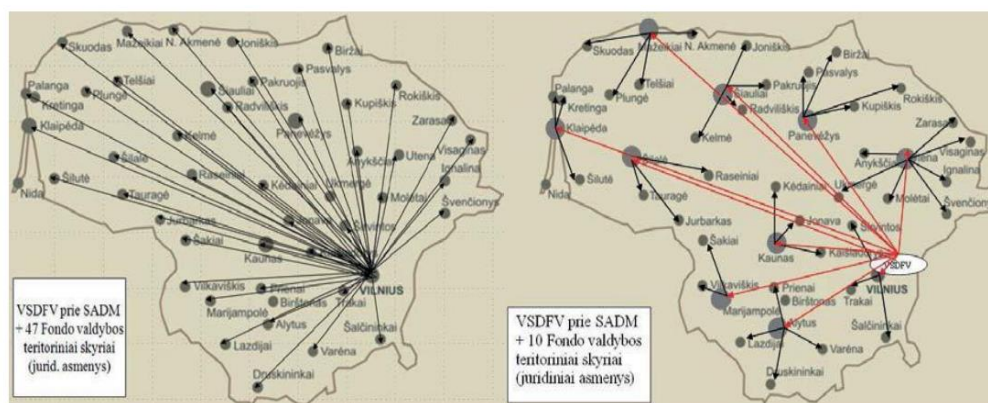 Skuodas
Mažeikiai N. Akmenė Joniškis
Biržai
Palanga
Kretinga
Plungė
Telšiai
Šiauliai
Pakruojis
Pasvalys
Radviliškis
Kupiškis
Rokiškis
Klaipėda
Kelmė
Panevėžys
Zarasai
Visaginas
Šilalė
Anykščiai
Utena
Ignalina
Nida
Šilutė
Tauragė
Raseiniai
Kėdainiai
Ukmergė
Molėtai
Švenčionys
Jurbarkas
Jonava
Širvintos
Šakiai
Kaunas
Vilkaviškis
Prienai
Trakai
VILNIUS
Marijampolė
Birštonas
Alytus
Šalčininkai
Lazdijai
Varėna
Druskininkai
VSDFV prie SADM
+ 47 Fondo valdybos
teritoriniai skyriai
(jurid. asmenys)
Skuodas
Mažeikiai N. Akmenė Joniškis
Biržai
Palanga
Kretinga
Plungė
Telšiai
Šiauliai
Pakruojis
Pasvalys
Radviliškis
Kupiškis
Rokiškis
Klaipėda
Kelmė
Panevėžys
Zarasai
Visaginas
Šilalė
Anykščiai
Utena
Ignalina
Nida
Šilutė
Tauragė
Raseiniai
Kėdainiai
Ukmergė
Molėtai
Švenčionys
Jurbarkas
Jonava
Širvintos
Šakiai
Kaunas
VSDFV
Vilkaviškis
Prienai
Trakai
VILNIUS
Marijampolė
Birštonas
Alytus
Šalčininkai
Lazdijai
Varėna
Druskininkai
VSDFV prie SADM
+ 10 Fondo valdybos
teritoriniai skyriai
(juridiniai asmenys)